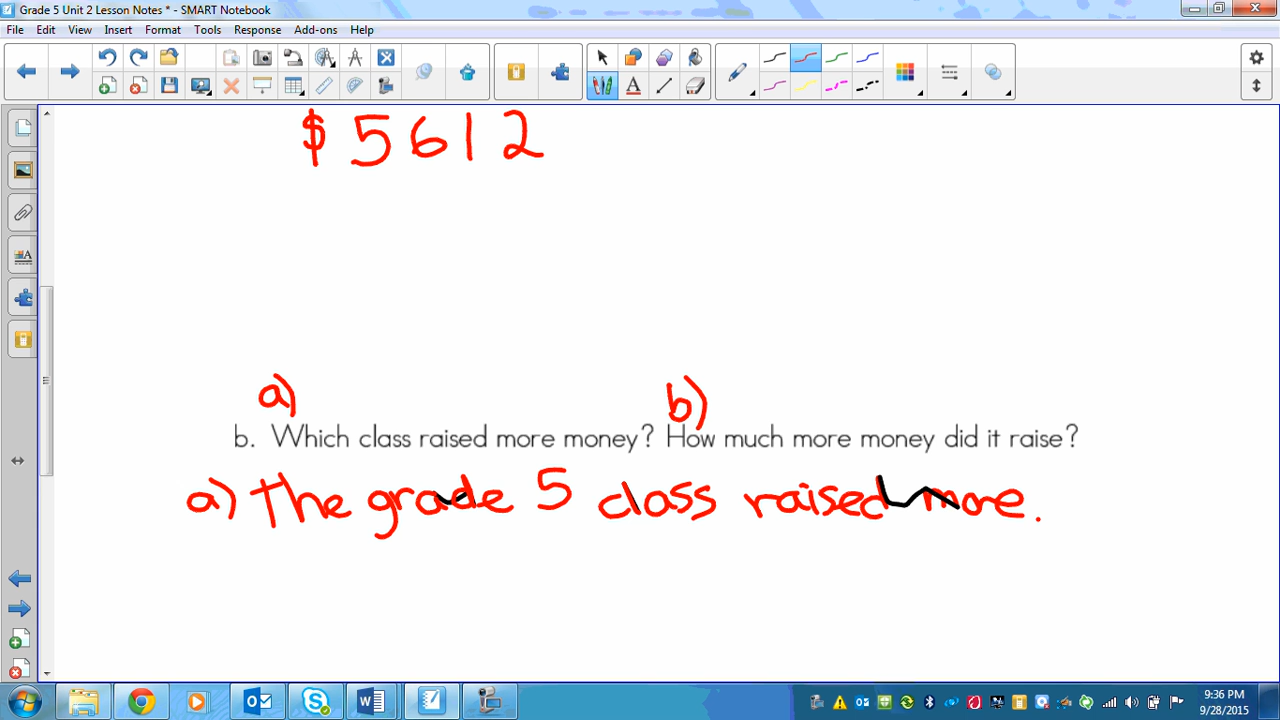 Grade 5 Unit 2 Lesson Notes * - SMART Notebook
File Edit View Insert Format Tools Response Add-ons Help
$ 5612
a) b)
b. Which class raised more money? How much more money did it raise?
a) The grade 5 class raised more.
9:36 PM
9/28/2015